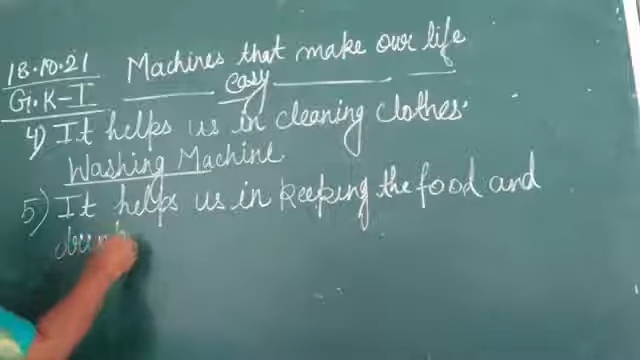 18.10.21
G.K-I
Machines that make our life
easy
4) It helps us in cleaning clothes.
Washing Machine
5) It helps us in keeping the food and